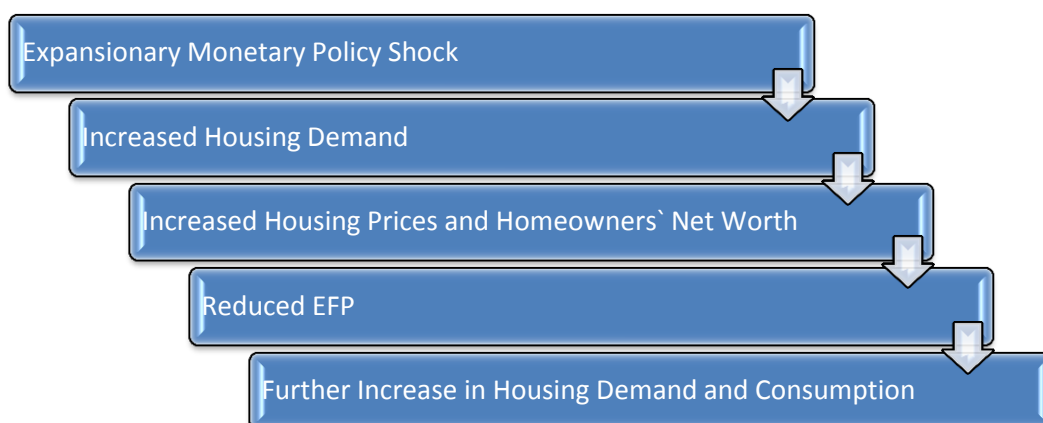 Expansionary Monetary Policy Shock
Increased Housing Demand
Increased Housing Prices and Homeowners` Net Worth
Reduced EFP
Further Increase in Housing Demand and Consumption